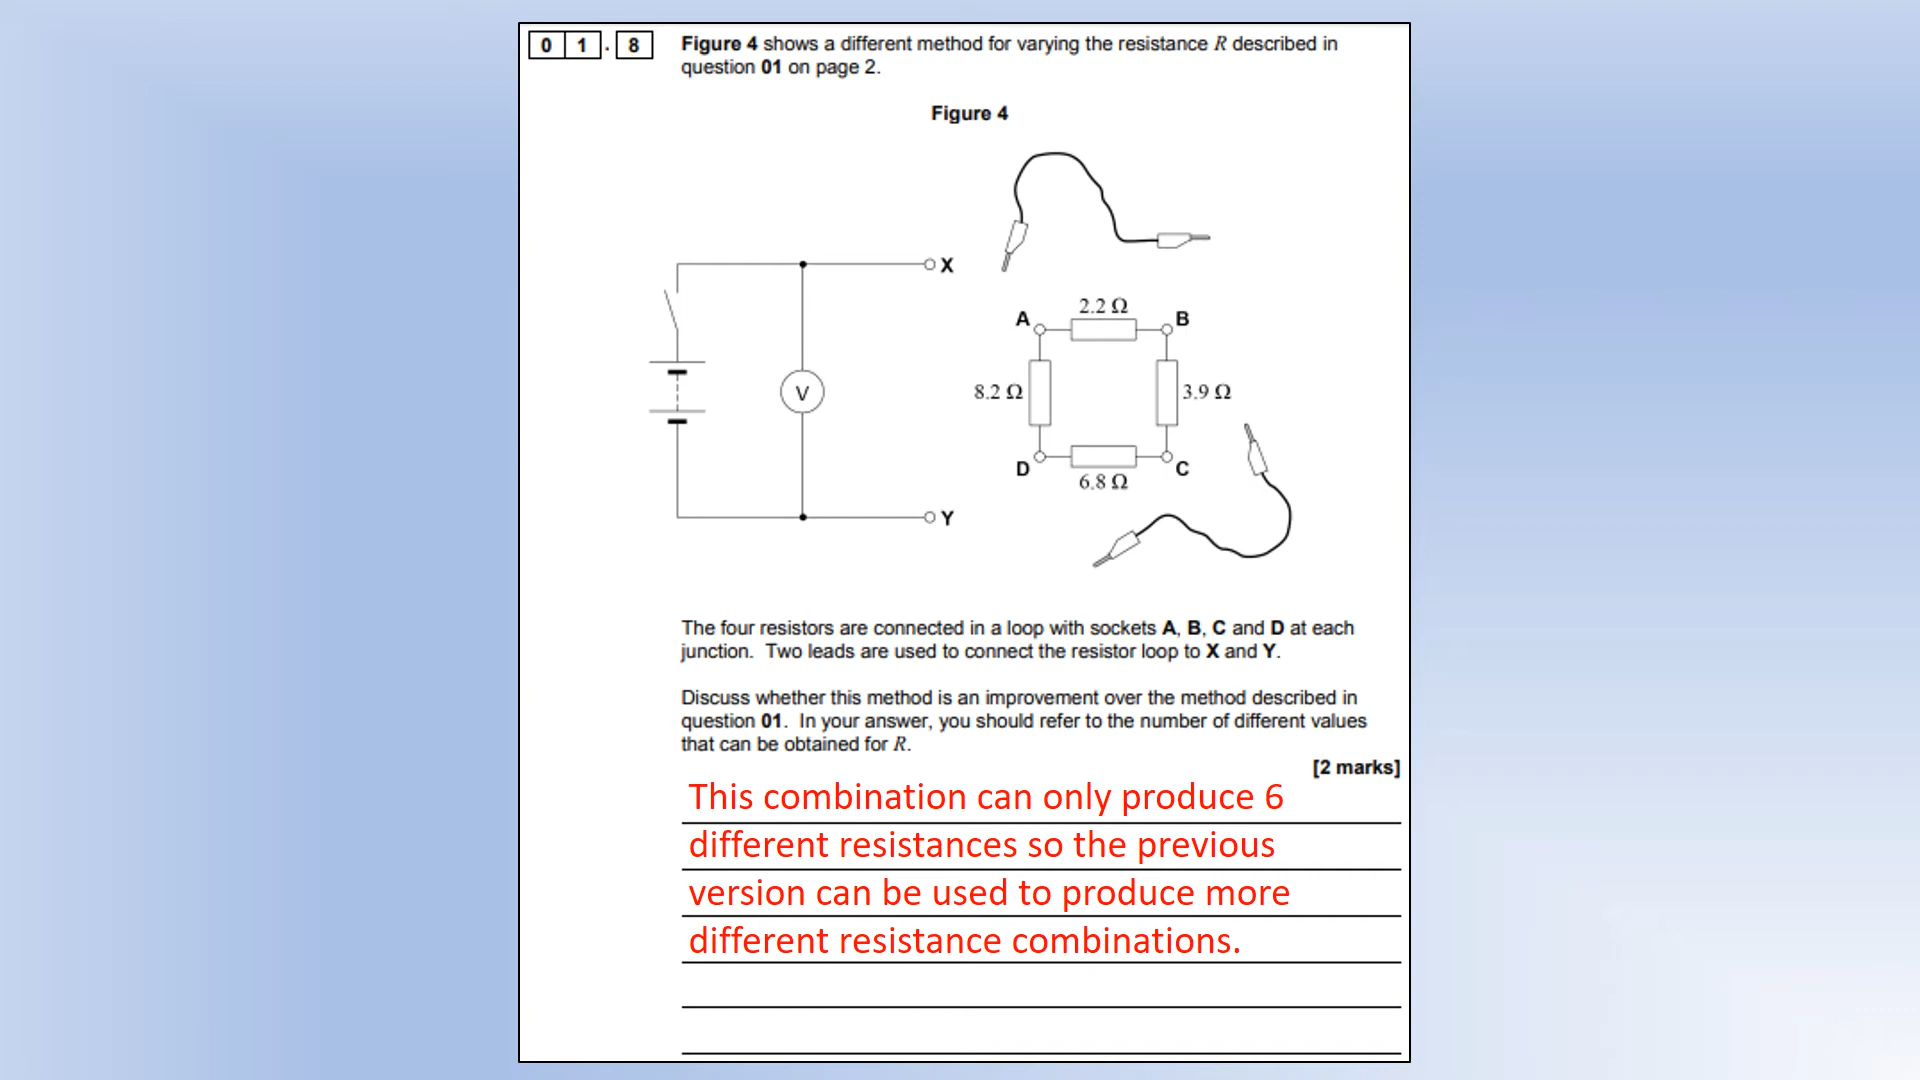 0 1 . 8
Figure 4 shows a different method for varying the resistance R described in
question 01 on page 2.
Figure 4
X
A
2.2 Ω
B
V
8.2 Ω
3.9 Ω
D
C
6.8 Ω
Y
The four resistors are connected in a loop with sockets A, B, C and D at each
junction. Two leads are used to connect the resistor loop to X and Y.
Discuss whether this method is an improvement over the method described in
question 01. In your answer, you should refer to the number of different values
that can be obtained for R.
[2 marks]
This combination can only produce 6
different resistances so the previous
version can be used to produce more
different resistance combinations.